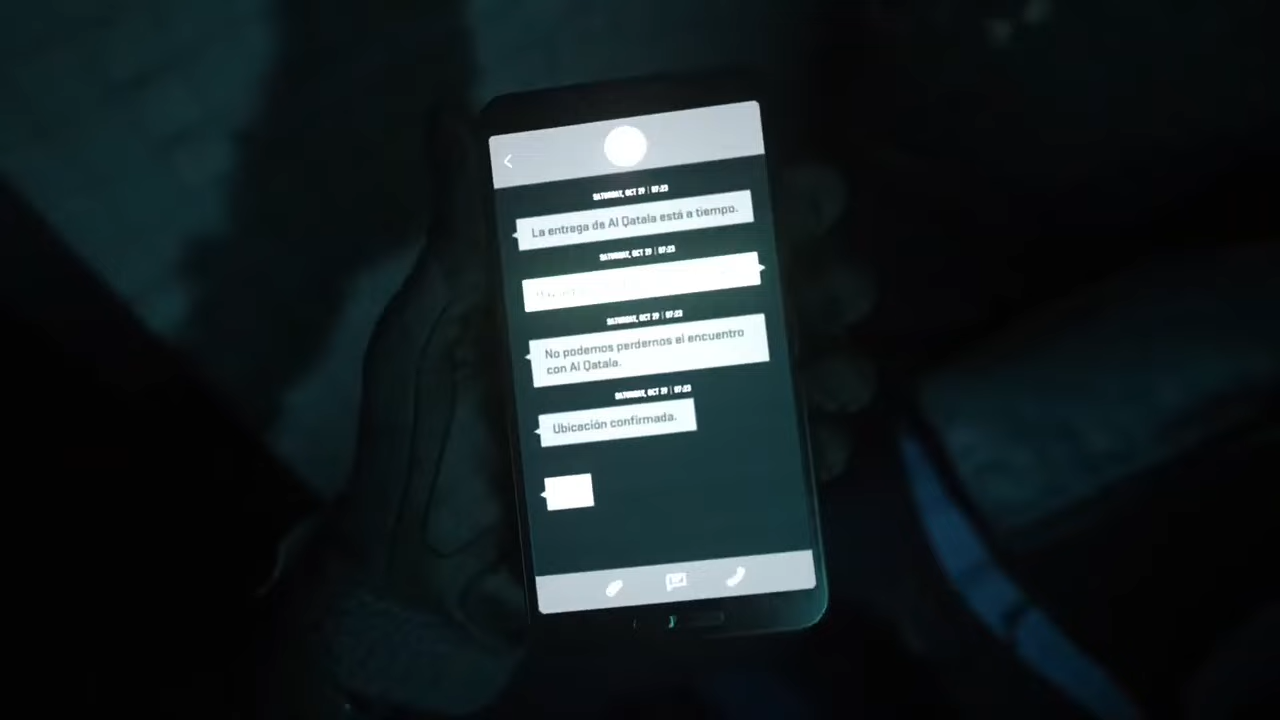 SATURDAY, OCT 29 | 07:23
La entrega de Al Qatala está a tiempo.
SATURDAY, OCT 29 | 07:23
SATURDAY, OCT 29 | 07:23
No podemos perdernos el encuentro
con Al Qatala.
SATURDAY, OCT 29 | 07:23
Ubicación confirmada.